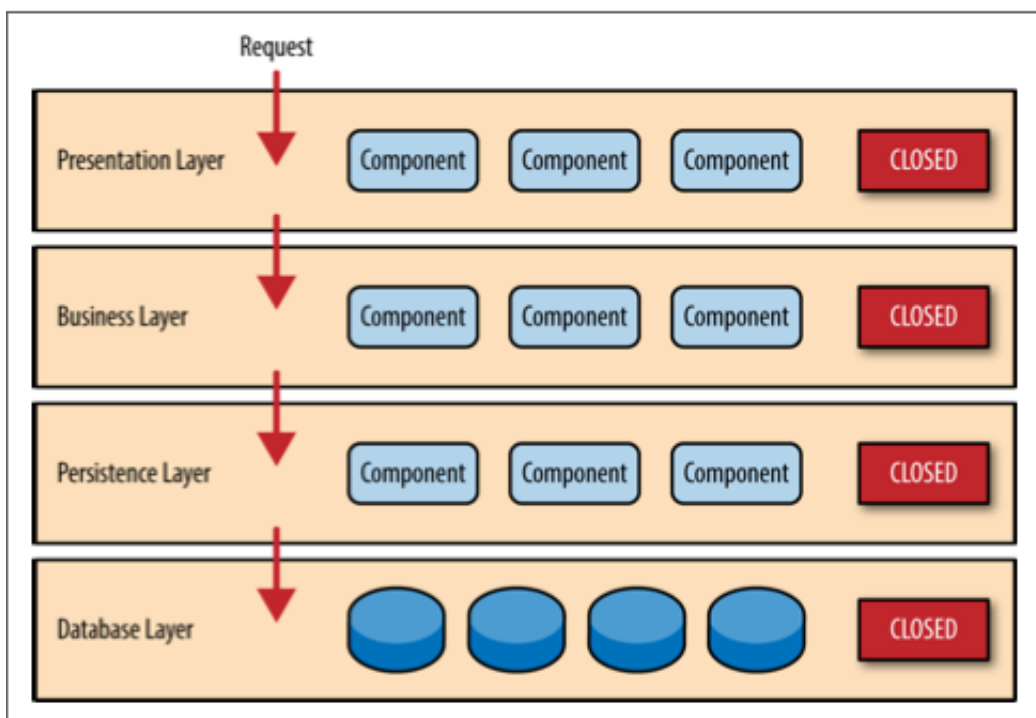 Request
Presentation Layer Component Component Component CLOSED
Business Layer Component Component Component CLOSED
Persistence Layer Component Component Component CLOSED
Database Layer CLOSED